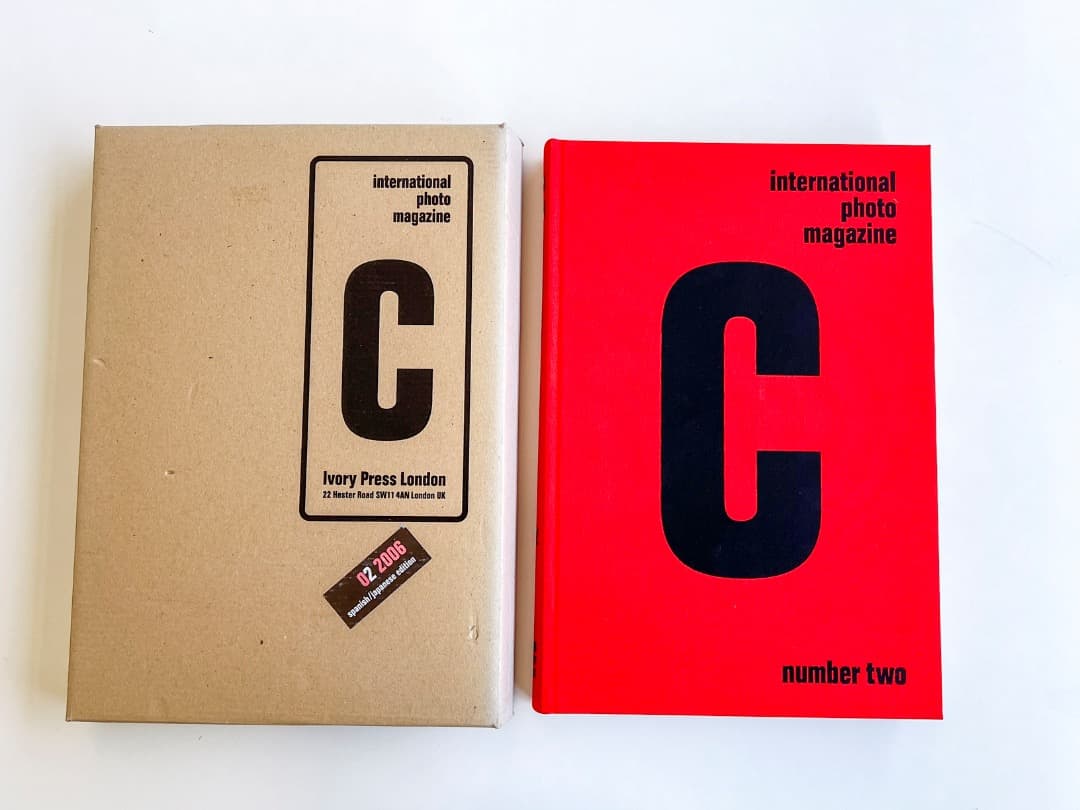 international
photo
magazine
C
Ivory Press London
22 Hester Road SW11 4AN London UK
02 2006
spanish/japanese edition
international
photo
magazine
C
number two